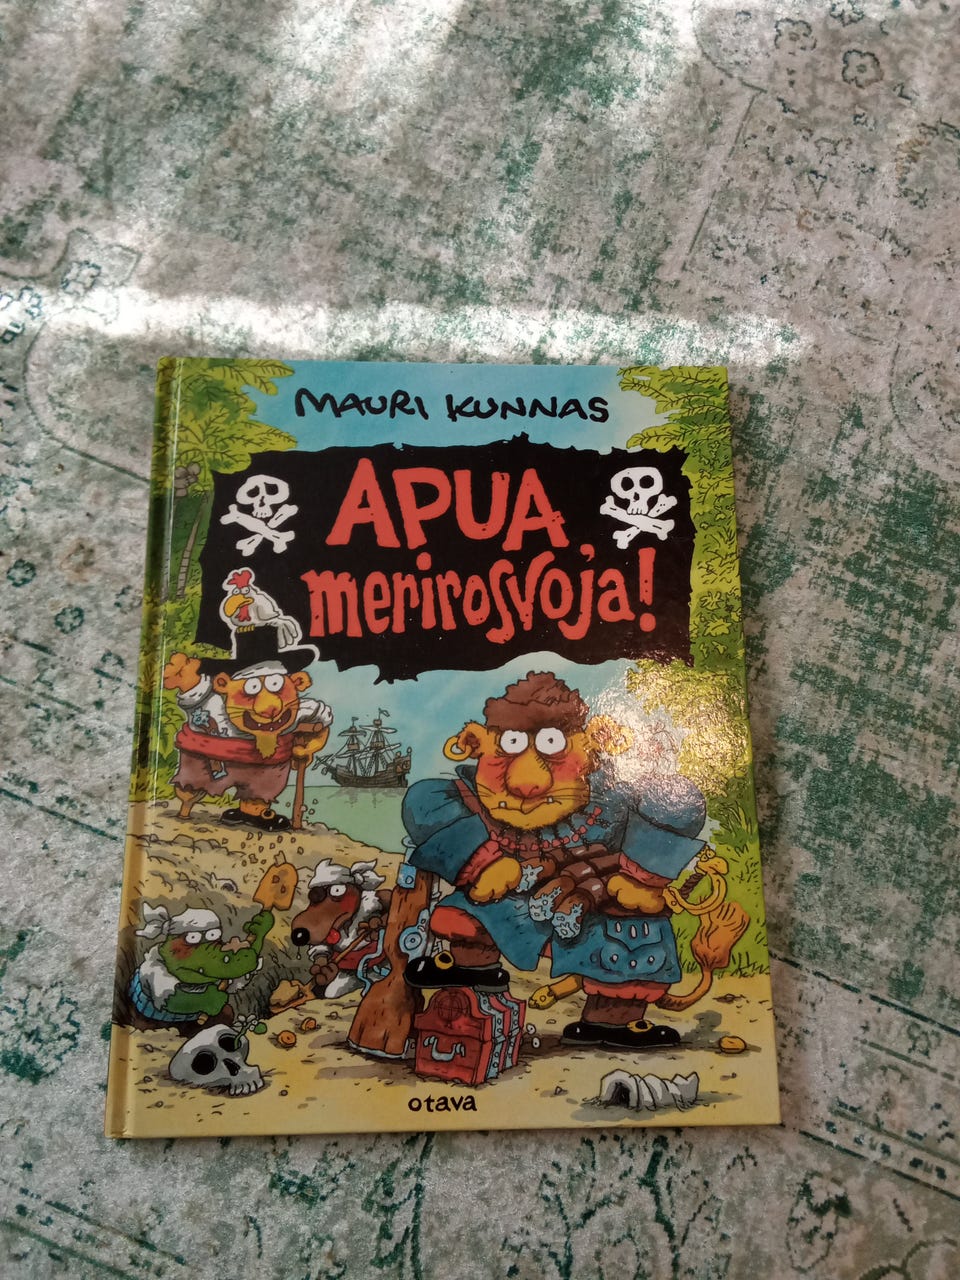 MAURI KUNNAS
APUA,
merirosvoja!
otava